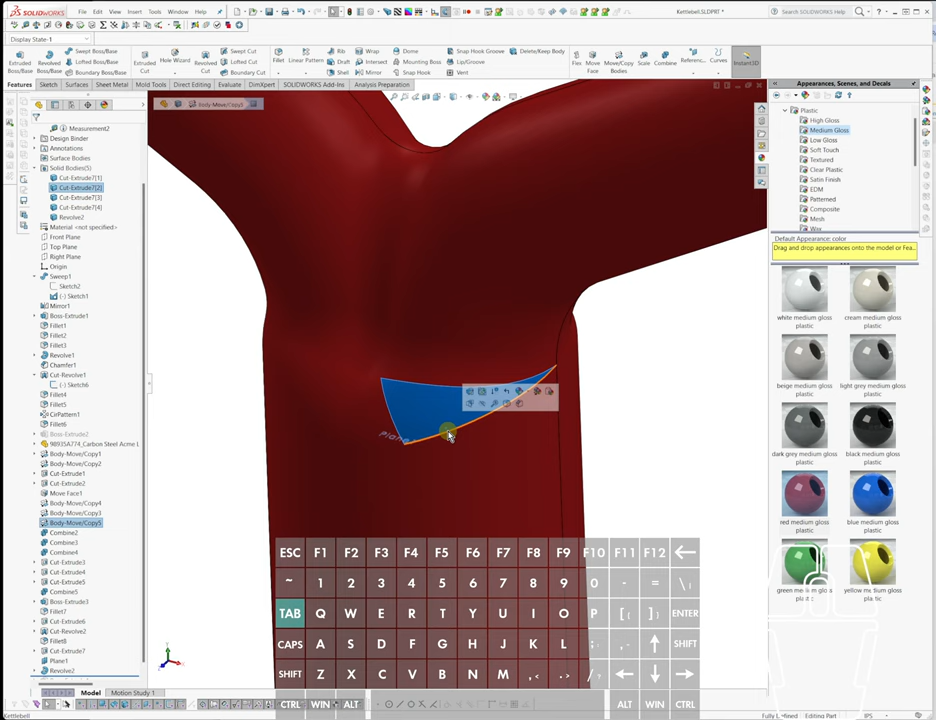 SOLIDWORKS File Edit View Insert Tools Window Help Kettlebell.SLDPRT * Search SOLIDWORKS Help
Display State-1
Extruded Boss/Base
Revolved Boss/Base
Swept Boss/Base
Lofted Boss/Base
Boundary Boss/Base
Extruded Cut
Hole Wizard
Revolved Cut
Swept Cut
Lofted Cut
Boundary Cut
Fillet
Linear Pattern
Rib
Draft
Shell
Wrap
Intersect
Mirror
Dome
Mounting Boss
Snap Hook
Snap Hook Groove
Lip/Groove
Vent
Delete/Keep Body
Flex
Move Face
Move/Copy Bodies
Scale
Combine
Referenc...
Curves
Instant3D
Features Sketch Surfaces Sheet Metal Mold Tools Direct Editing Evaluate DimXpert SOLIDWORKS Add-Ins Analysis Preparation
Body-Move/Copy5
Measurement2
Design Binder
Annotations
Surface Bodies
Solid Bodies(5)
Cut-Extrude7[1]
Cut-Extrude7[2]
Cut-Extrude7[3]
Cut-Extrude7[4]
Revolve2
Material <not specified>
Front Plane
Top Plane
Right Plane
Origin
Sweep1
Sketch2
(-) Sketch1
Mirror1
Boss-Extrude1
Fillet1
Fillet2
Fillet3
Revolve1
Chamfer1
Cut-Revolve1
(-) Sketch6
Fillet4
Fillet5
CirPattern1
Fillet6
Boss-Extrude2
98935A774_Carbon Steel Acme L
Body-Move/Copy1
Body-Move/Copy2
Cut-Extrude1
Cut-Extrude2
Move Face1
Body-Move/Copy4
Body-Move/Copy3
Body-Move/Copy5
Combine2
Combine3
Combine4
Cut-Extrude3
Cut-Extrude4
Cut-Extrude5
Combine5
Boss-Extrude3
Fillet7
Cut-Extrude6
Cut-Revolve2
Fillet8
Cut-Extrude7
Plane1
Revolve2
Plane
ESC F1 F2 F3 F4 F5 F6 F7 F8 F9 F10 F11 F12 ←
~ 1 2 3 4 5 6 7 8 9 0 - = \¦
TAB Q W E R T Y U I O P [{ ]} ENTER
CAPS A S D F G H J K L ;. ,. ↑ SHIFT
SHIFT Z X C V B N M ,< .> /? ← ↓ →
CTRL WIN ALT ALT WIN CTRL
Appearances, Scenes, and Decals
Plastic
High Gloss
Medium Gloss
Low Gloss
Soft Touch
Textured
Clear Plastic
Satin Finish
EDM
Patterned
Composite
Mesh
Wax
Default Appearance: color
Drag and drop appearances onto the model or Fea...
white medium gloss plastic
cream medium gloss plastic
beige medium gloss plastic
light grey medium gloss plastic
dark grey medium gloss plastic
black medium gloss plastic
red medium gloss plastic
blue medium gloss plastic
green medium gloss plastic
yellow medium gloss plastic
Model Motion Study 1
Kettlebell
Fully Defined Editing Part IPS